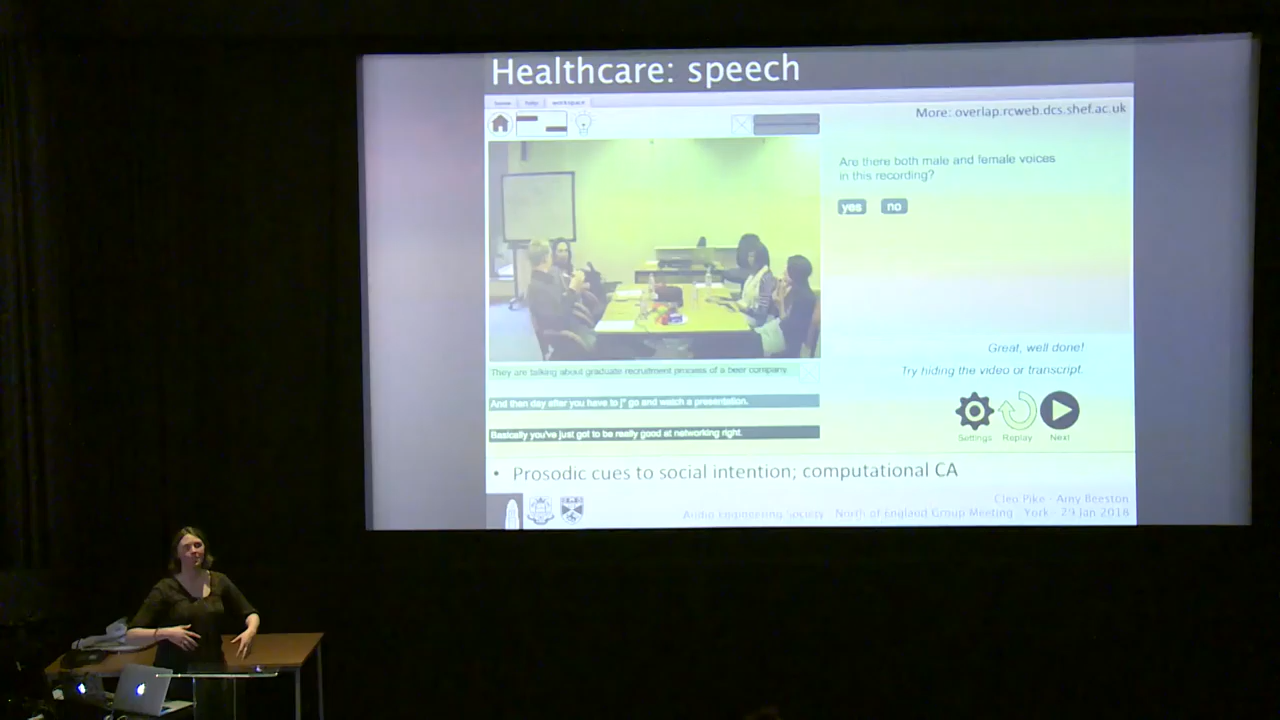 Healthcare: speech
workspace
More: overlap.rcweb.dcs.shef.ac.uk
Are there both male and female voices
in this recording?
yes no
They are talking about graduate recruitment process of a beer company.
And then day after you have to j* go and watch a presentation.
Basically you've just got to be really good at networking right.
Great, well done!
Try hiding the video or transcript.
Settings Replay Next
• Prosodic cues to social intention; computational CA
Cleo Pike - Amy Beeston
Audio Engineering Society - North of England Group Meeting - York - 29 Jan 2018